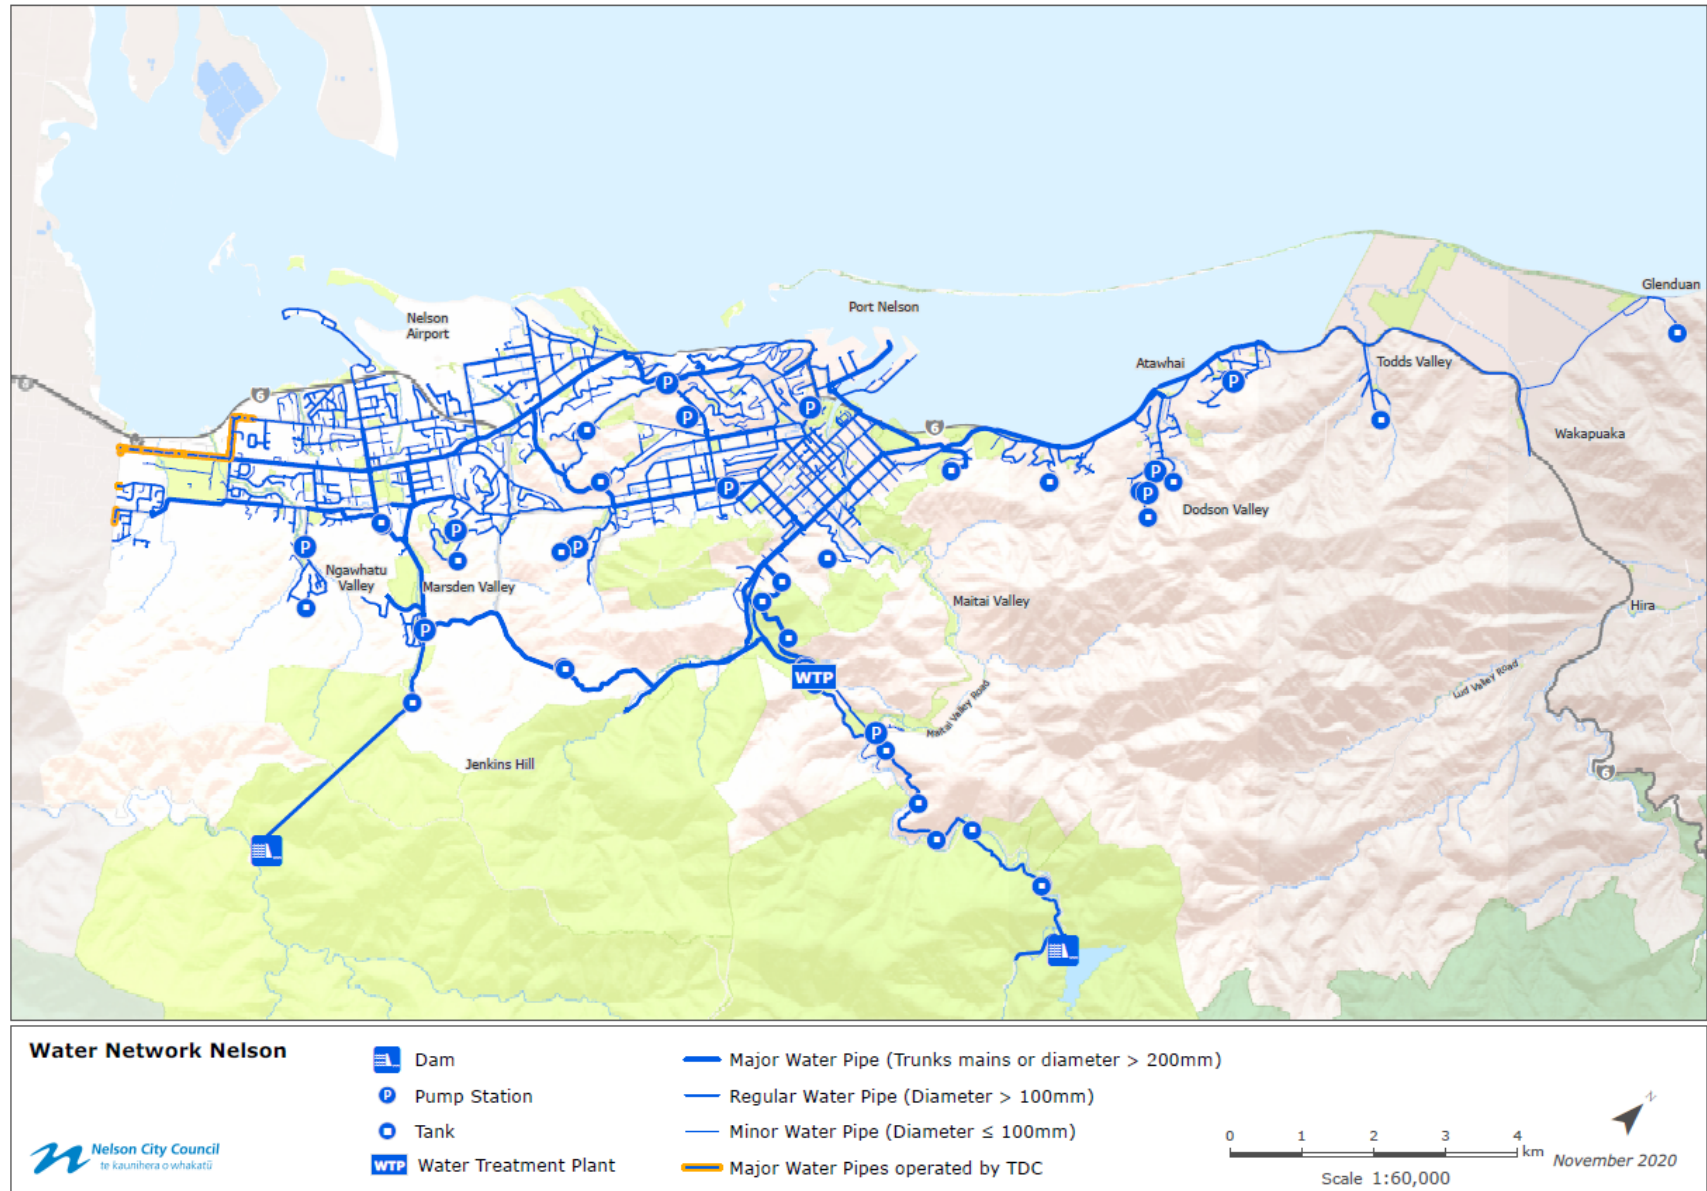 Glenduan
Port Nelson
Nelson
Airport
Atawhai
Todds Valley
P
P
6
P
P
6
6
Wakapuaka
P
P
P
Dodson Valley
P
P
P
Ngawhatu
Valley
Marsden Valley
Maitai Valley
Hira
P
WTP
Lud Valley Road
Maitai Valley Road
P
Jenkins Hill
6
Water Network Nelson
Nelson City Council
te kaunihera o whakatū
Dam
P Pump Station
Tank
WTP Water Treatment Plant
Major Water Pipe (Trunks mains or diameter > 200mm)
Regular Water Pipe (Diameter > 100mm)
Minor Water Pipe (Diameter ≤ 100mm)
Major Water Pipes operated by TDC
0 1 2 3 4 km
Scale 1:60,000
N
November 2020